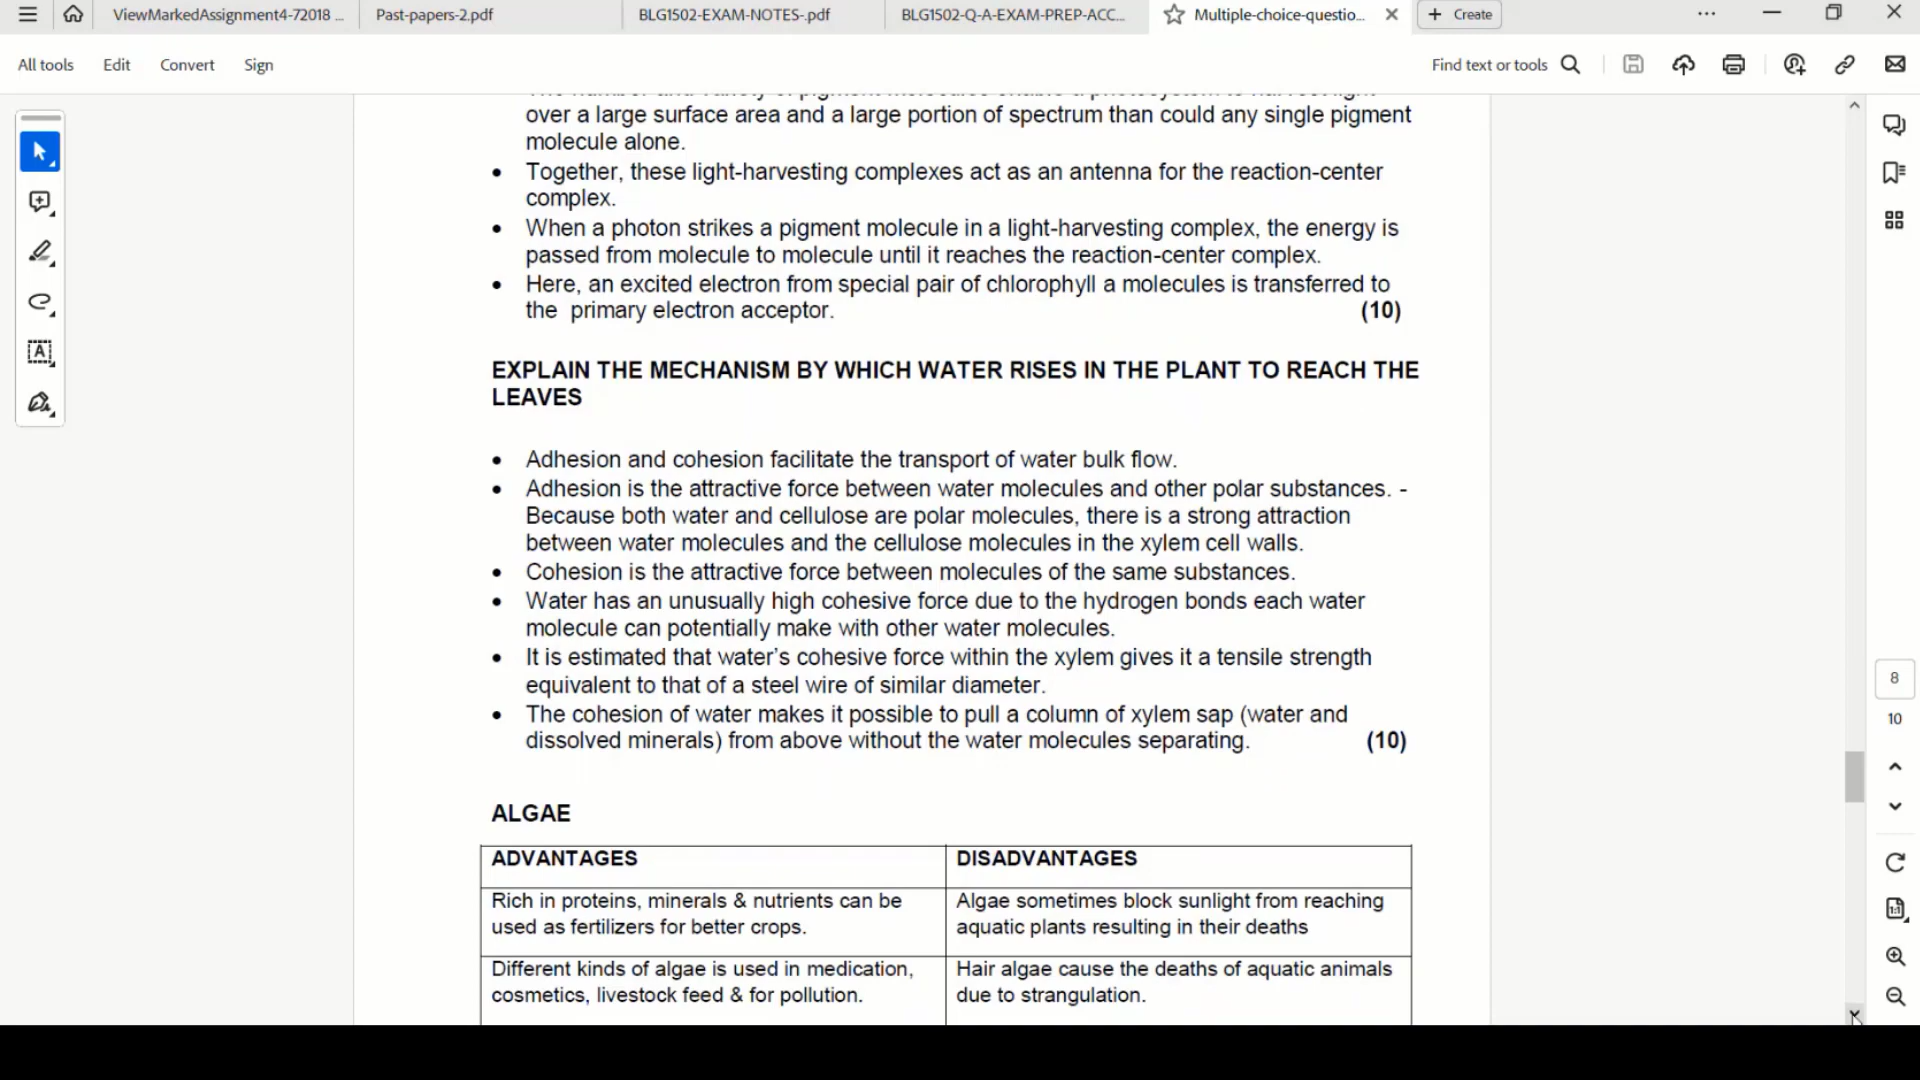 ViewMarkedAssignment4-72018 ...
Past-papers-2.pdf
BLG1502-EXAM-NOTES-.pdf
BLG1502-Q-A-EXAM-PREP-ACC...
Multiple-choice-questio...
+ Create
All tools
Edit
Convert
Sign
Find text or tools
over a large surface area and a large portion of spectrum than could any single pigment
molecule alone.
• Together, these light-harvesting complexes act as an antenna for the reaction-center
complex.
• When a photon strikes a pigment molecule in a light-harvesting complex, the energy is
passed from molecule to molecule until it reaches the reaction-center complex.
• Here, an excited electron from special pair of chlorophyll a molecules is transferred to
the primary electron acceptor. (10)
EXPLAIN THE MECHANISM BY WHICH WATER RISES IN THE PLANT TO REACH THE
LEAVES
• Adhesion and cohesion facilitate the transport of water bulk flow.
• Adhesion is the attractive force between water molecules and other polar substances. -
Because both water and cellulose are polar molecules, there is a strong attraction
between water molecules and the cellulose molecules in the xylem cell walls.
• Cohesion is the attractive force between molecules of the same substances.
• Water has an unusually high cohesive force due to the hydrogen bonds each water
molecule can potentially make with other water molecules.
• It is estimated that water's cohesive force within the xylem gives it a tensile strength
equivalent to that of a steel wire of similar diameter.
• The cohesion of water makes it possible to pull a column of xylem sap (water and
dissolved minerals) from above without the water molecules separating. (10)
ALGAE
ADVANTAGES
DISADVANTAGES
Rich in proteins, minerals & nutrients can be
used as fertilizers for better crops.
Algae sometimes block sunlight from reaching
aquatic plants resulting in their deaths
Different kinds of algae is used in medication,
cosmetics, livestock feed & for pollution.
Hair algae cause the deaths of aquatic animals
due to strangulation.
8
10